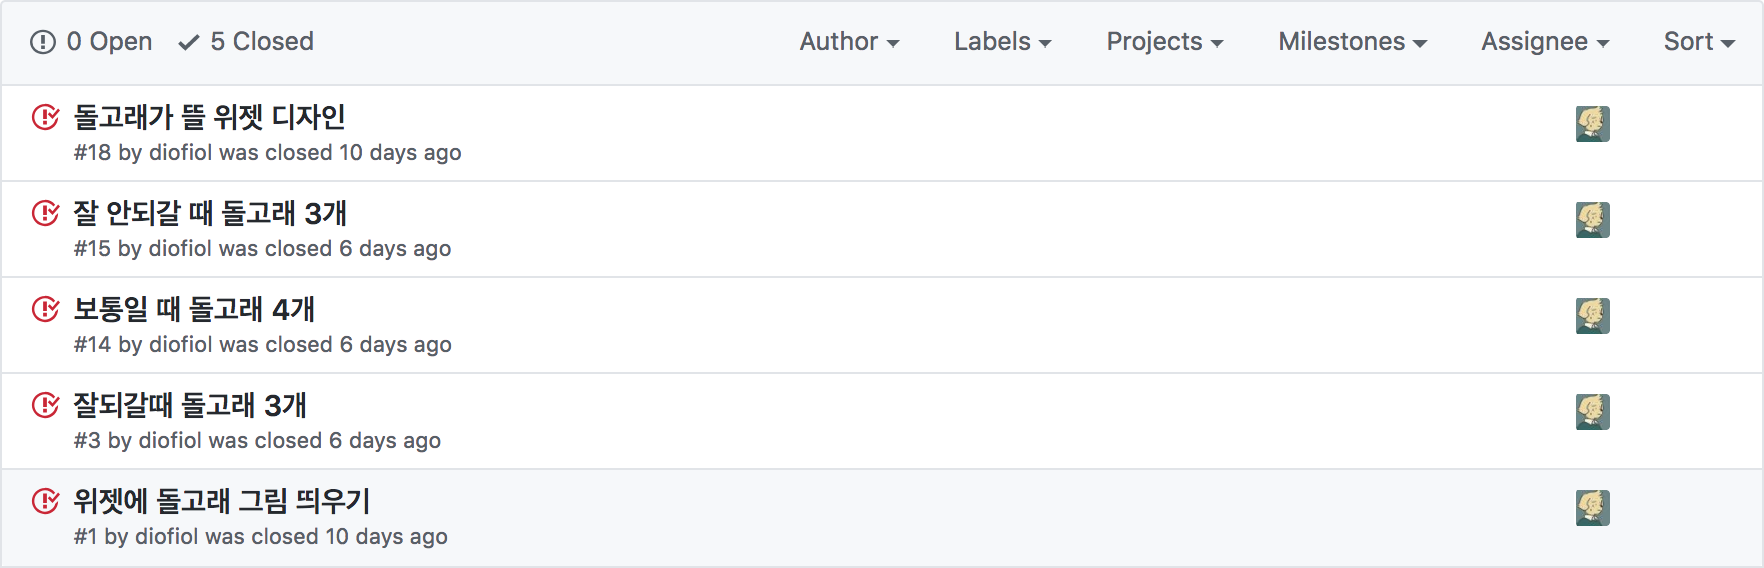 0 Open 5 Closed Author Labels Projects Milestones Assignee Sort
돌고래가 뜰 위젯 디자인
#18 by diofiol was closed 10 days ago
잘 안되갈 때 돌고래 3개
#15 by diofiol was closed 6 days ago
보통일 때 돌고래 4개
#14 by diofiol was closed 6 days ago
잘되갈때 돌고래 3개
#3 by diofiol was closed 6 days ago
위젯에 돌고래 그림 띄우기
#1 by diofiol was closed 10 days ago